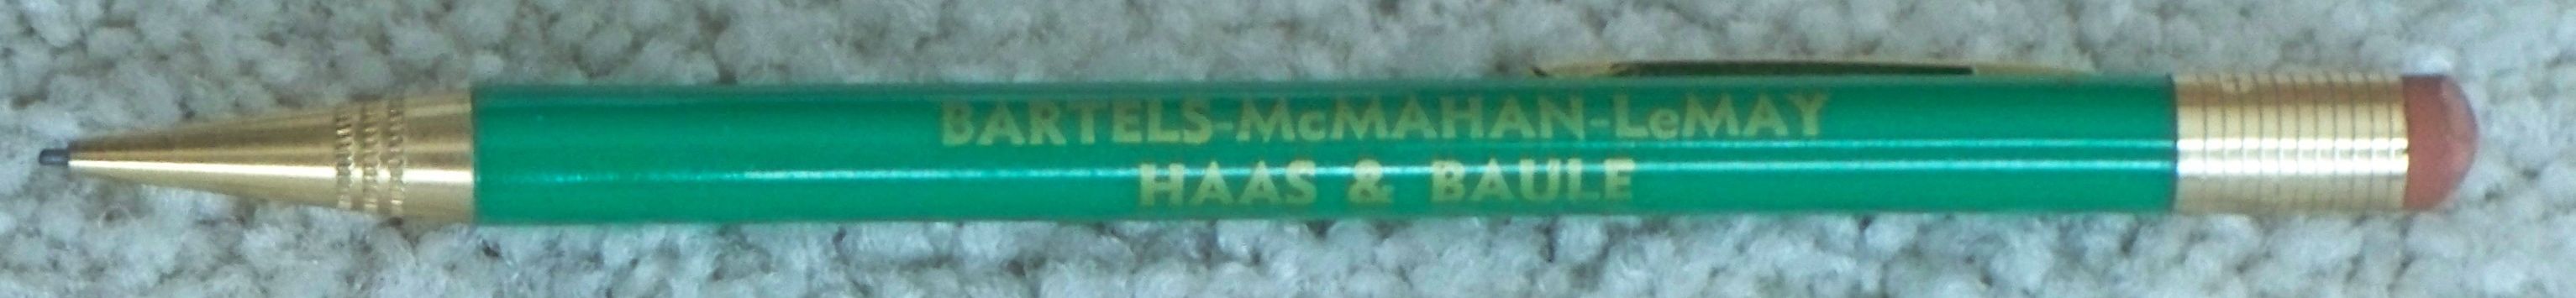 BARTELS-McMAHAN-LeMAY
HAAS & BAULE